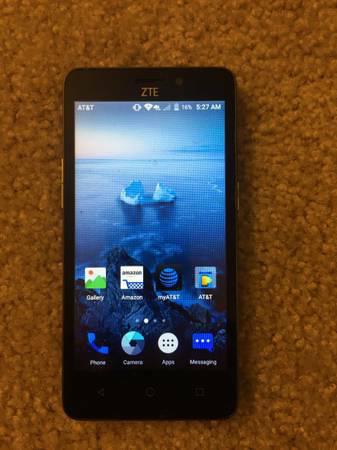 ZTE
AT&T 16% 5:27 AM
amazon
Gallery Amazon myAT&T AT&T
Phone Camera Apps Messaging